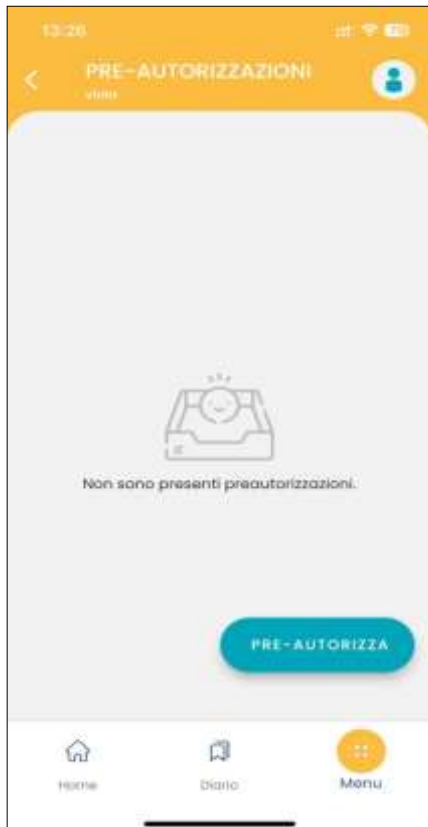 13:26
PRE-AUTORIZZAZIONI
Non sono presenti preautorizzazioni.
PRE-AUTORIZZA
Home
Diario
Menu